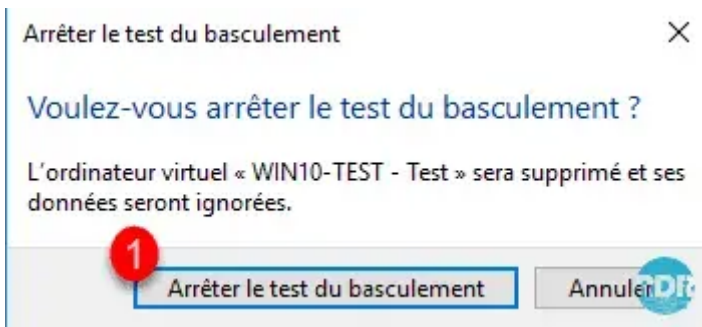 Arrêter le test du basculement
Voulez-vous arrêter le test du basculement ?
L'ordinateur virtuel « WIN10-TEST - Test » sera supprimé et ses
données seront ignorées.
1
Arrêter le test du basculement
Annuler
RDR